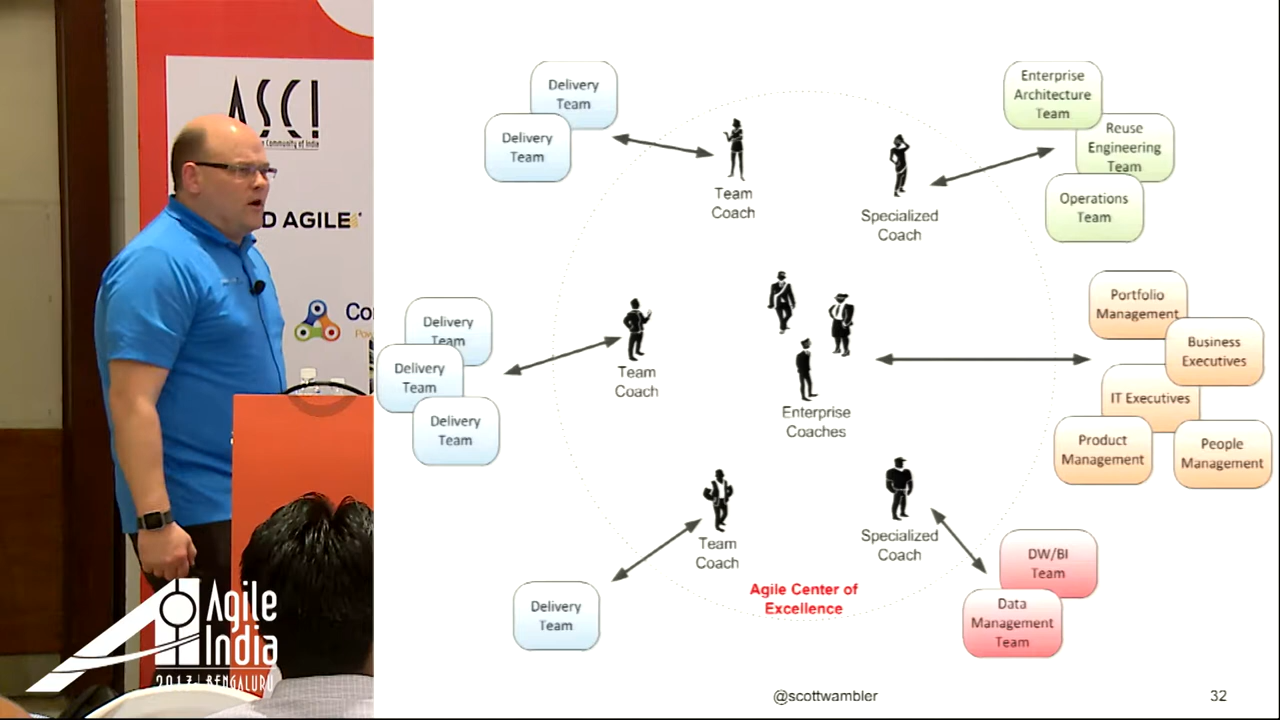 ASCI
Community of India
D AGILE
Co
Agile
India
2017 | BENGALURU
Delivery
Team
Delivery
Team
Team
Coach
Specialized
Coach
Enterprise
Architecture
Team
Reuse
Engineering
Team
Operations
Team
Delivery
Team
Delivery
Team
Delivery
Team
Team
Coach
Enterprise
Coaches
Portfolio
Management
Business
Executives
IT Executives
Product
Management
People
Management
Team
Coach
Specialized
Coach
Delivery
Team
DW/BI
Team
Data
Management
Team
Agile Center of
Excellence
@scottwambler
32